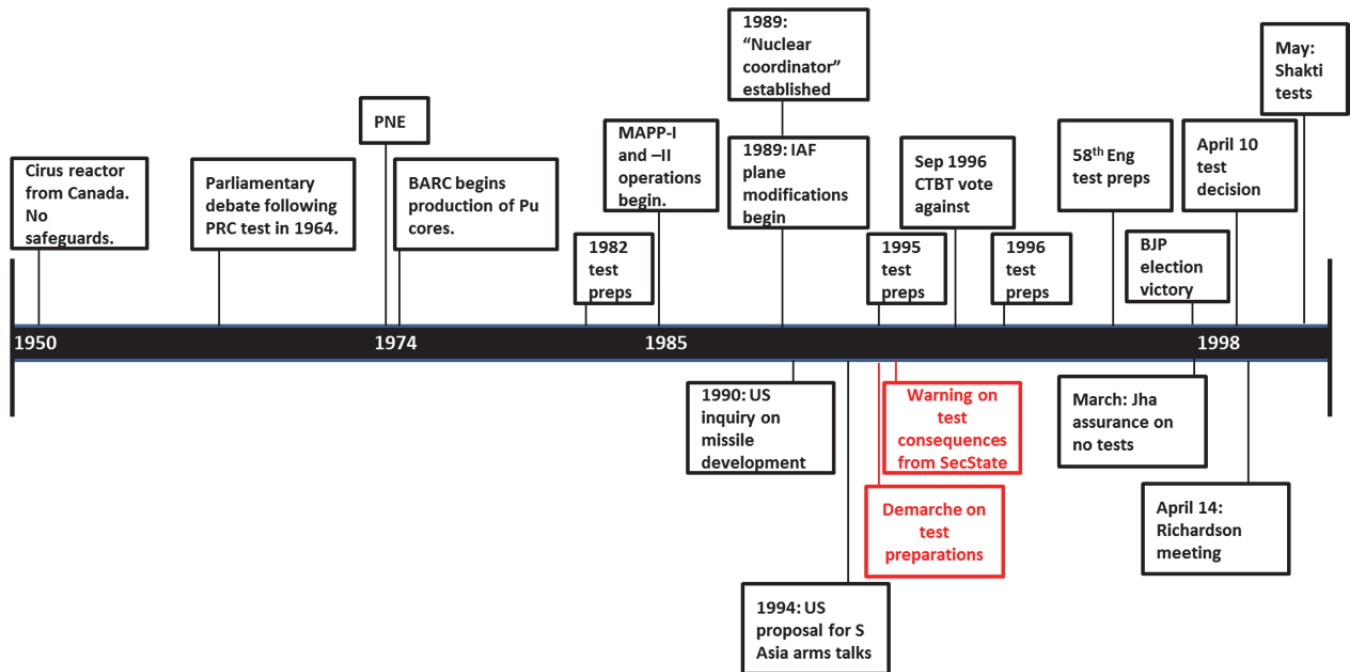 Cirus reactor
from Canada.
No
safeguards.
Parliamentary
debate following
PRC test in 1964.
PNE
BARC begins
production of Pu
cores.
1982
test
preps
MAPP-I
and –II
operations
begin.
1989:
“Nuclear
coordinator”
established
1989: IAF
plane
modifications
begin
1995
test
preps
Sep 1996
CTBT vote
against
1996
test
preps
58th Eng
test preps
BJP
election
victory
April 10
test
decision
May:
Shakti
tests
1950
1974
1985
1998
1990: US
inquiry on
missile
development
1994: US
proposal for S
Asia arms talks
Demarche on
test
preparations
Warning on
test
consequences
from SecState
March: Jha
assurance on
no tests
April 14:
Richardson
meeting